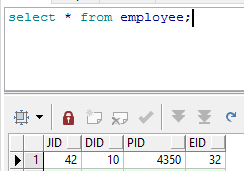 select * from employee;
JID DID PID EID
1 42 10 4350 32